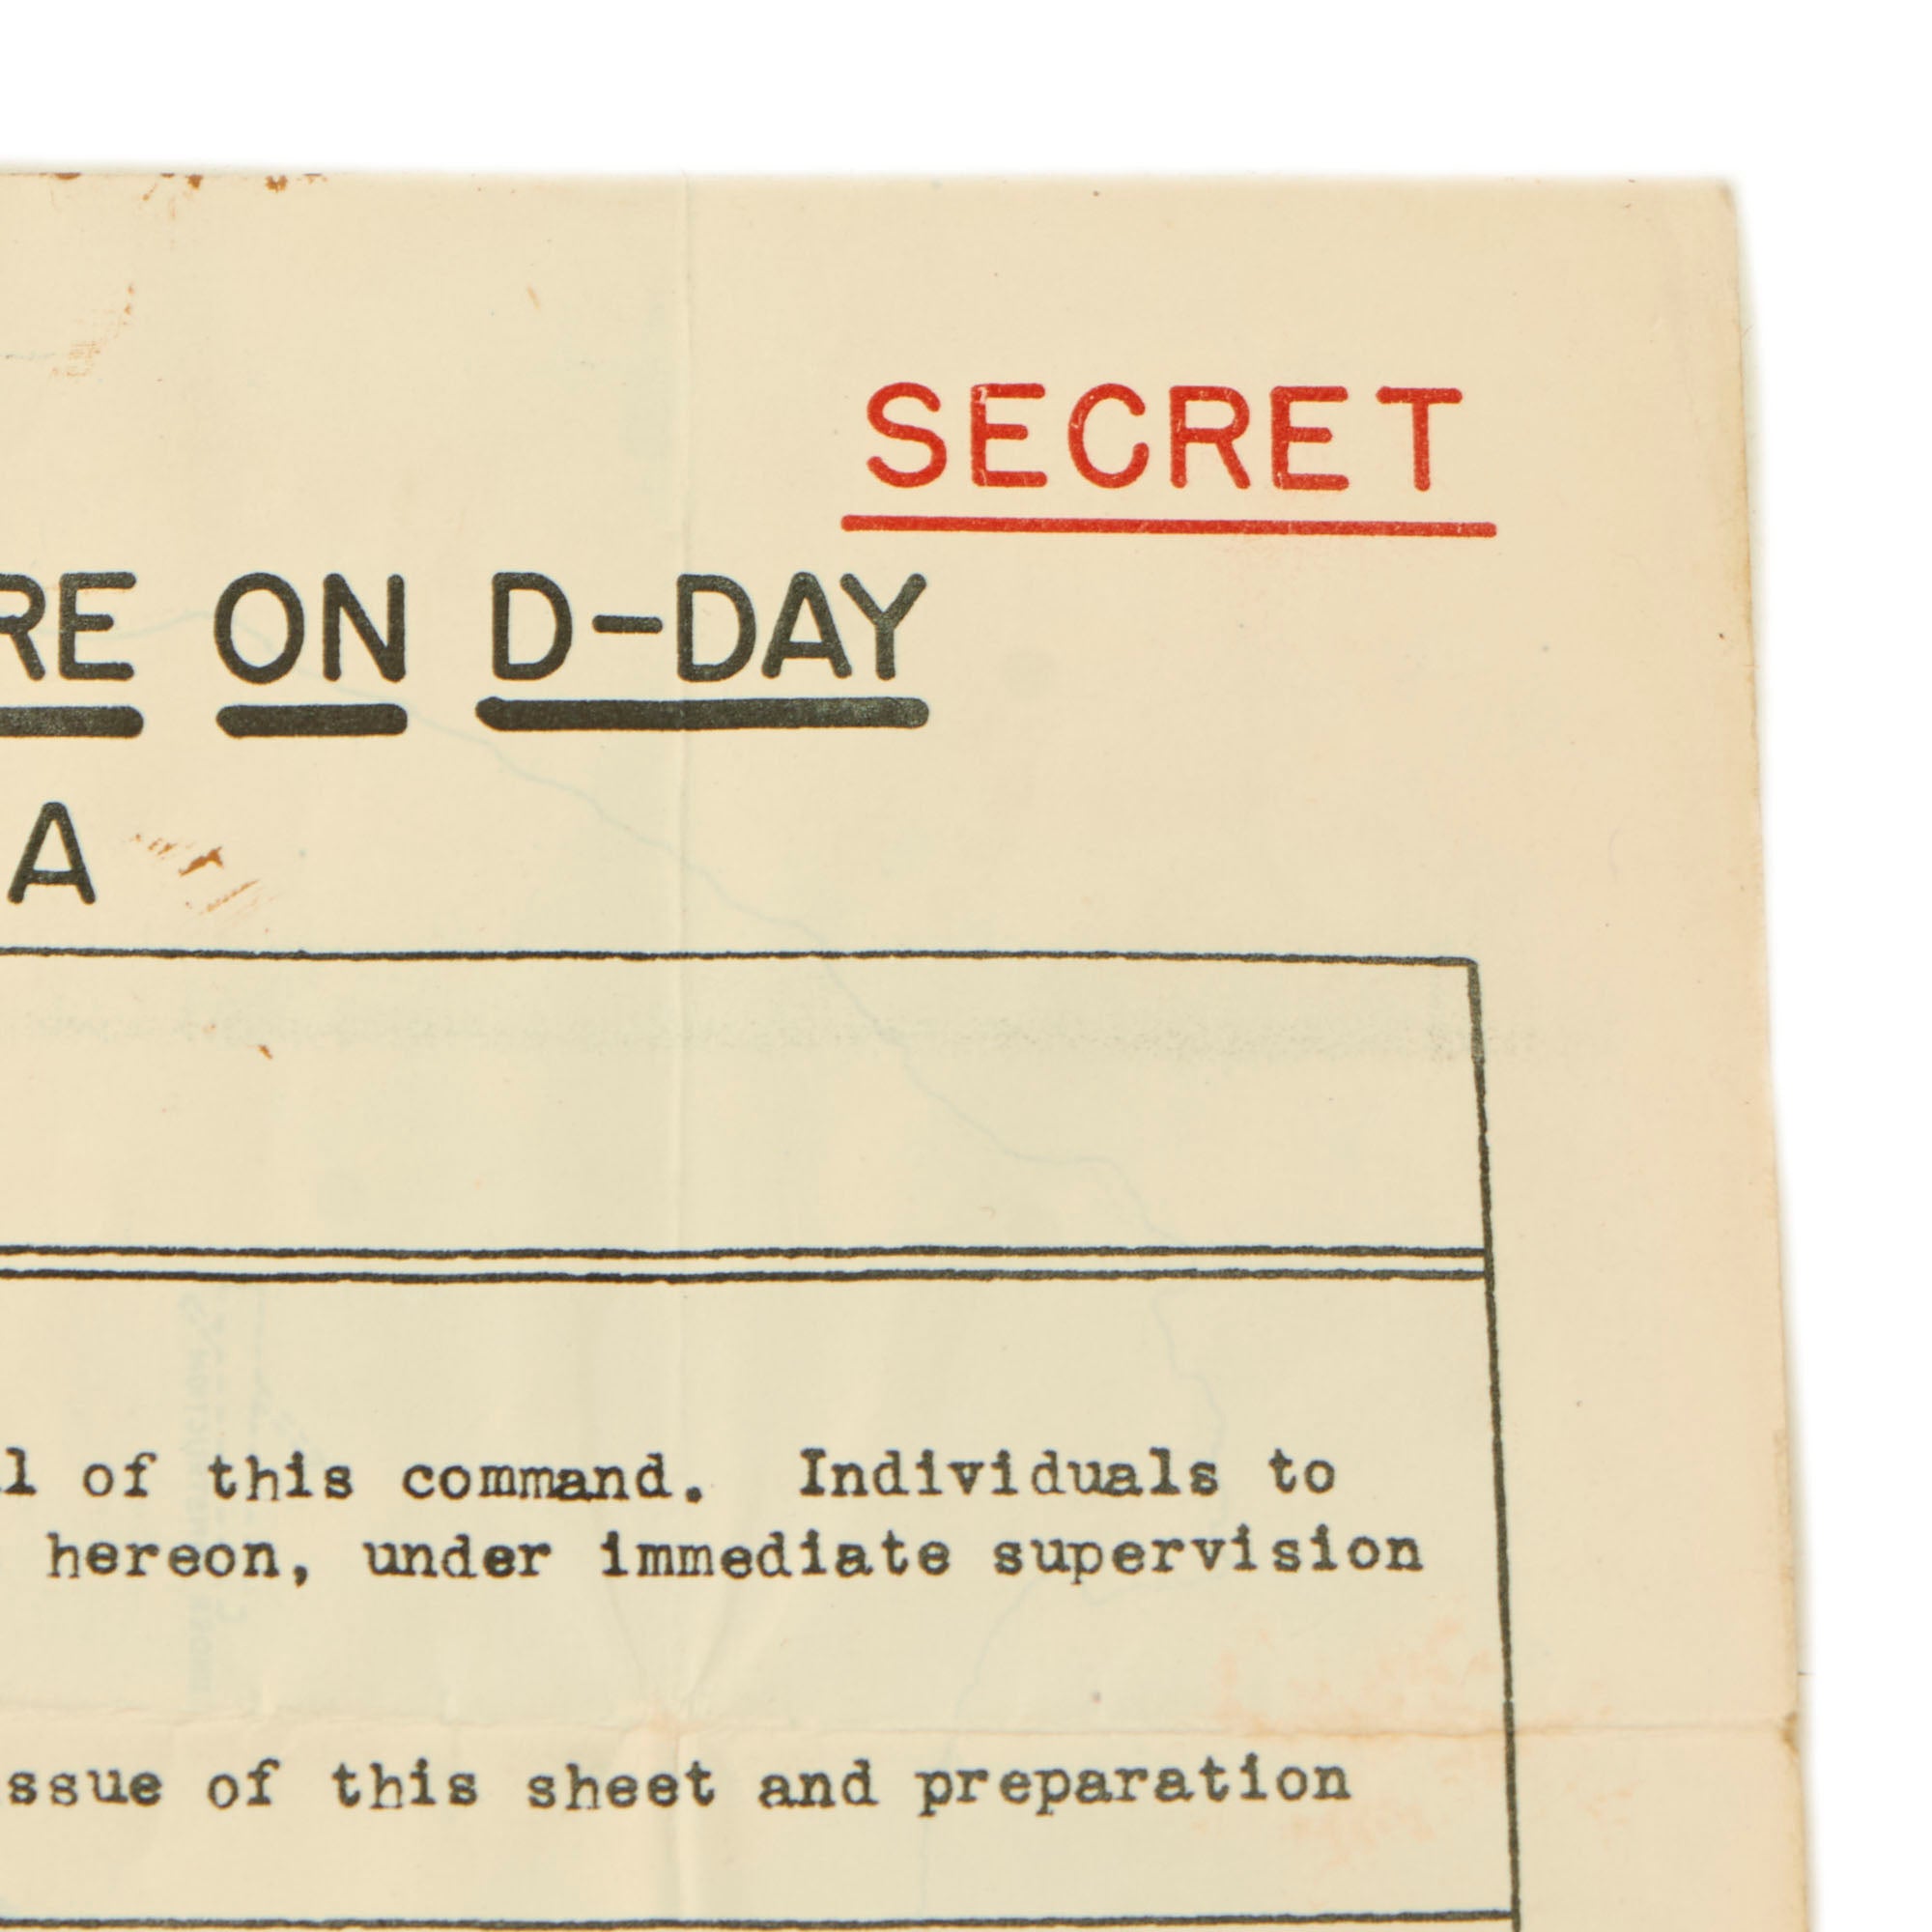 SECRET
RE ON D-DAY
A
l of this command. Individuals to
hereon, under immediate supervision
ssue of this sheet and preparation